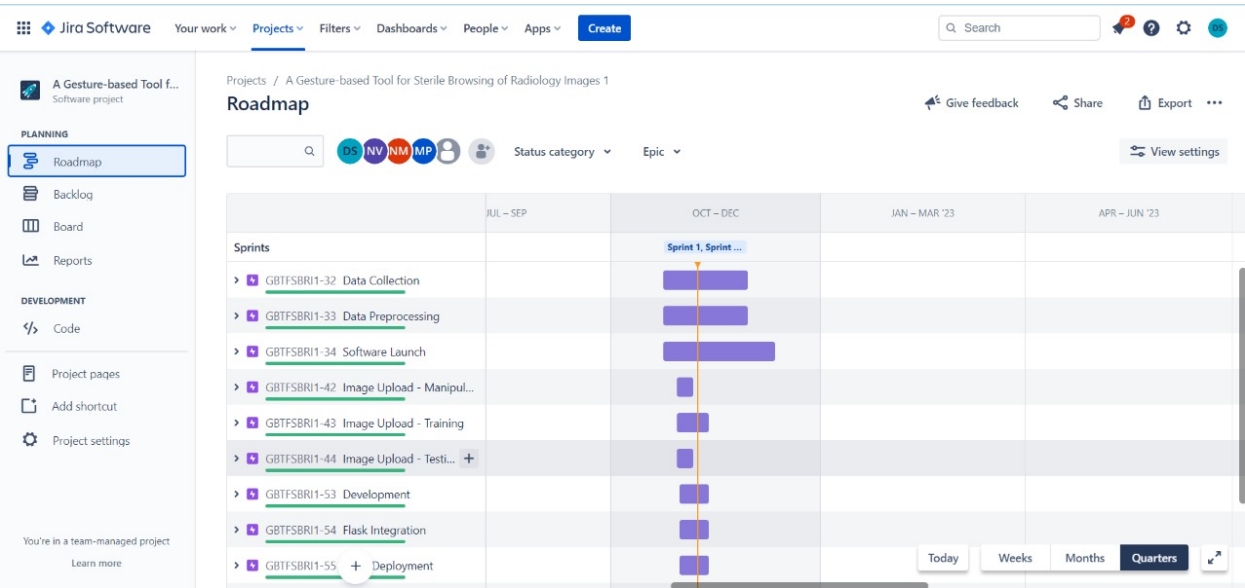 Jira Software Your work Projects Filters Dashboards People Apps Create Search 2 DS
A Gesture-based Tool f...
Software project
PLANNING
Roadmap
Backlog
Board
Reports
DEVELOPMENT
Code
Project pages
Add shortcut
Project settings
You're in a team-managed project
Learn more
Projects / A Gesture-based Tool for Sterile Browsing of Radiology Images 1
Roadmap
Give feedback Share Export
DS NV NM MP Status category Epic View settings
JUL – SEP OCT – DEC JAN – MAR '23 APR – JUN '23
Sprints Sprint 1, Sprint ...
GBTFSBRI1-32 Data Collection
GBTFSBRI1-33 Data Preprocessing
GBTFSBRI1-34 Software Launch
GBTFSBRI1-42 Image Upload - Manipul...
GBTFSBRI1-43 Image Upload - Training
GBTFSBRI1-44 Image Upload - Testi...
GBTFSBRI1-53 Development
GBTFSBRI1-54 Flask Integration
GBTFSBRI1-55 Deployment
Today Weeks Months Quarters